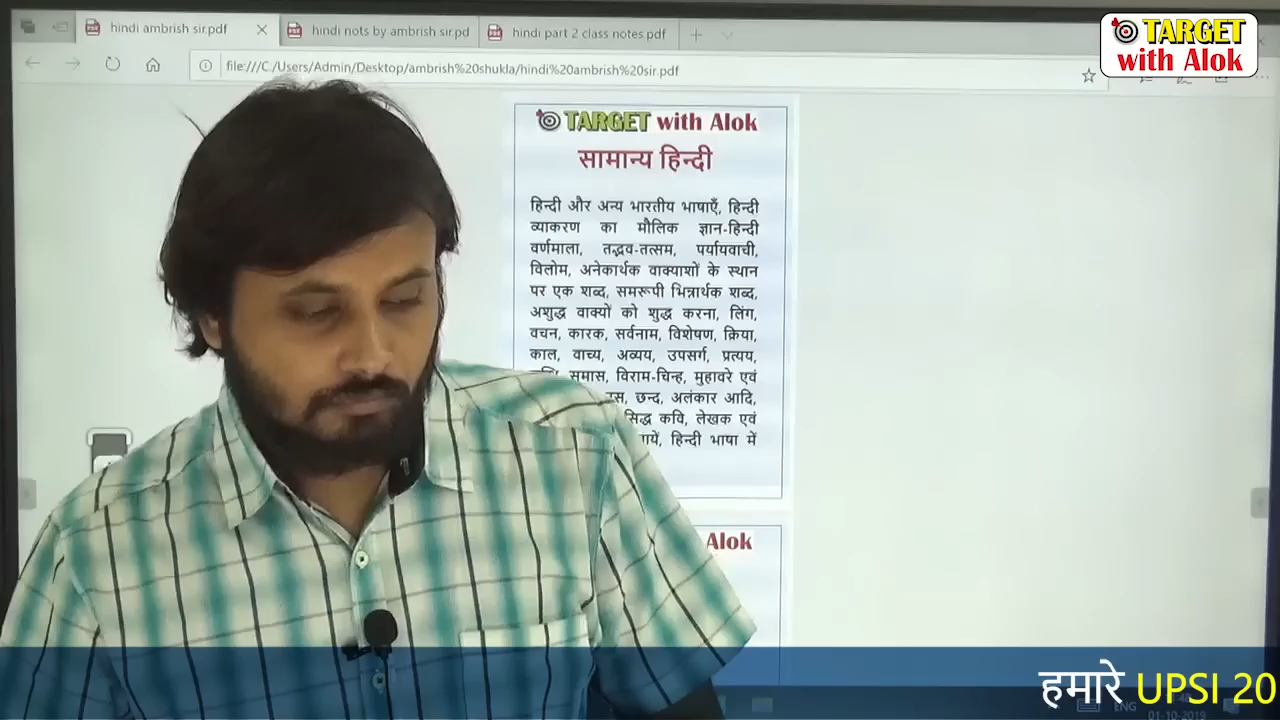 hindi ambrish sir.pdf
hindi nots by ambrish sir.pd
hindi part 2 class notes.pdf
TARGET
with Alok
file:///C:/Users/Admin/Desktop/ambrish%20shukla/hindi%20ambrish%20sir.pdf
TARGET with Alok
सामान्य हिन्दी
हिन्दी और अन्य भारतीय भाषाएँ, हिन्दी
व्याकरण का मौलिक ज्ञान-हिन्दी
वर्णमाला, तद्भव-तत्सम, पर्यायवाची,
विलोम, अनेकार्थक वाक्याशों के स्थान
पर एक शब्द, समरूपी भिन्नार्थक शब्द,
अशुद्ध वाक्यों को शुद्ध करना, लिंग,
वचन, कारक, सर्वनाम, विशेषण, क्रिया,
काल, वाच्य, अव्यय, उपसर्ग, प्रत्यय,
समास, विराम-चिन्ह, मुहावरे एवं
छन्द, अलंकार आदि,
कवि, लेखक एवं
हिन्दी भाषा में
Alok
हमारे UPSI 20
ENG
01-10-2019